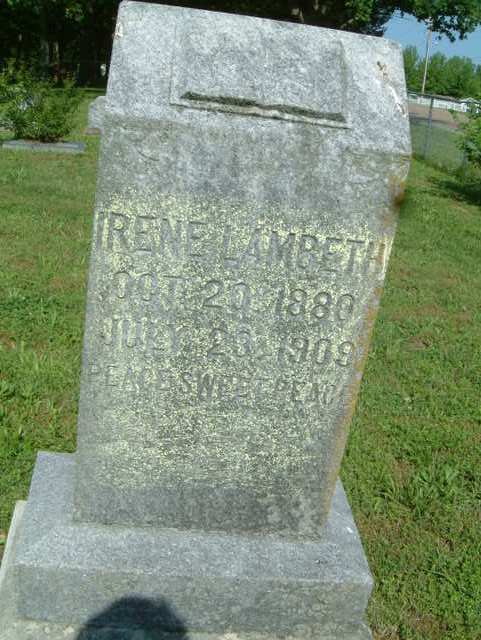 IRENE LAMBETH
OCT. 20, 1880
JULY. 23, 1909
PEACE SWEET PEACE